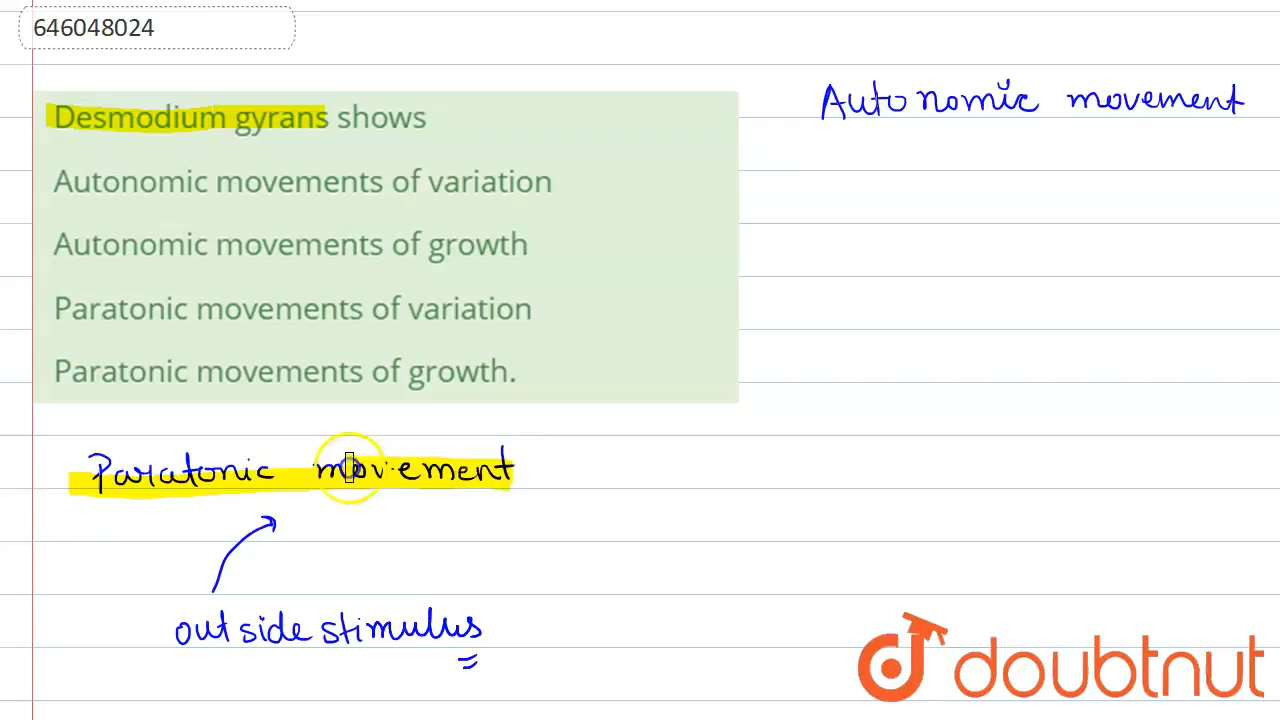 646048024
Desmodium gyrans shows
Autonomic movements of variation
Autonomic movements of growth
Paratonic movements of variation
Paratonic movements of growth.
Autonomic movement
Paratonic movement
outside stimulus
doubtnut